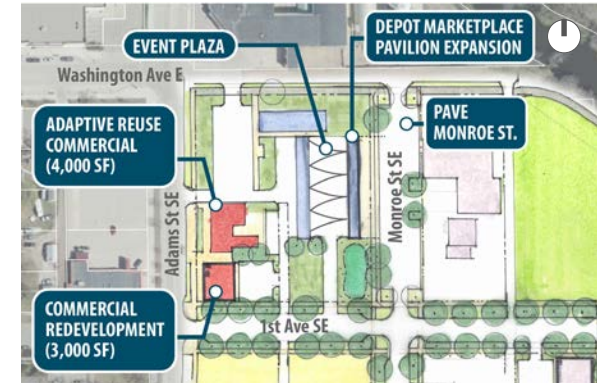 EVENT PLAZA
DEPOT MARKETPLACE
PAVILION EXPANSION
Washington Ave E
ADAPTIVE REUSE
COMMERCIAL
(4,000 SF)
PAVE
MONROE ST.
Adams St SE
Monroe St SE
COMMERCIAL
REDEVELOPMENT
(3,000 SF)
1st Ave SE